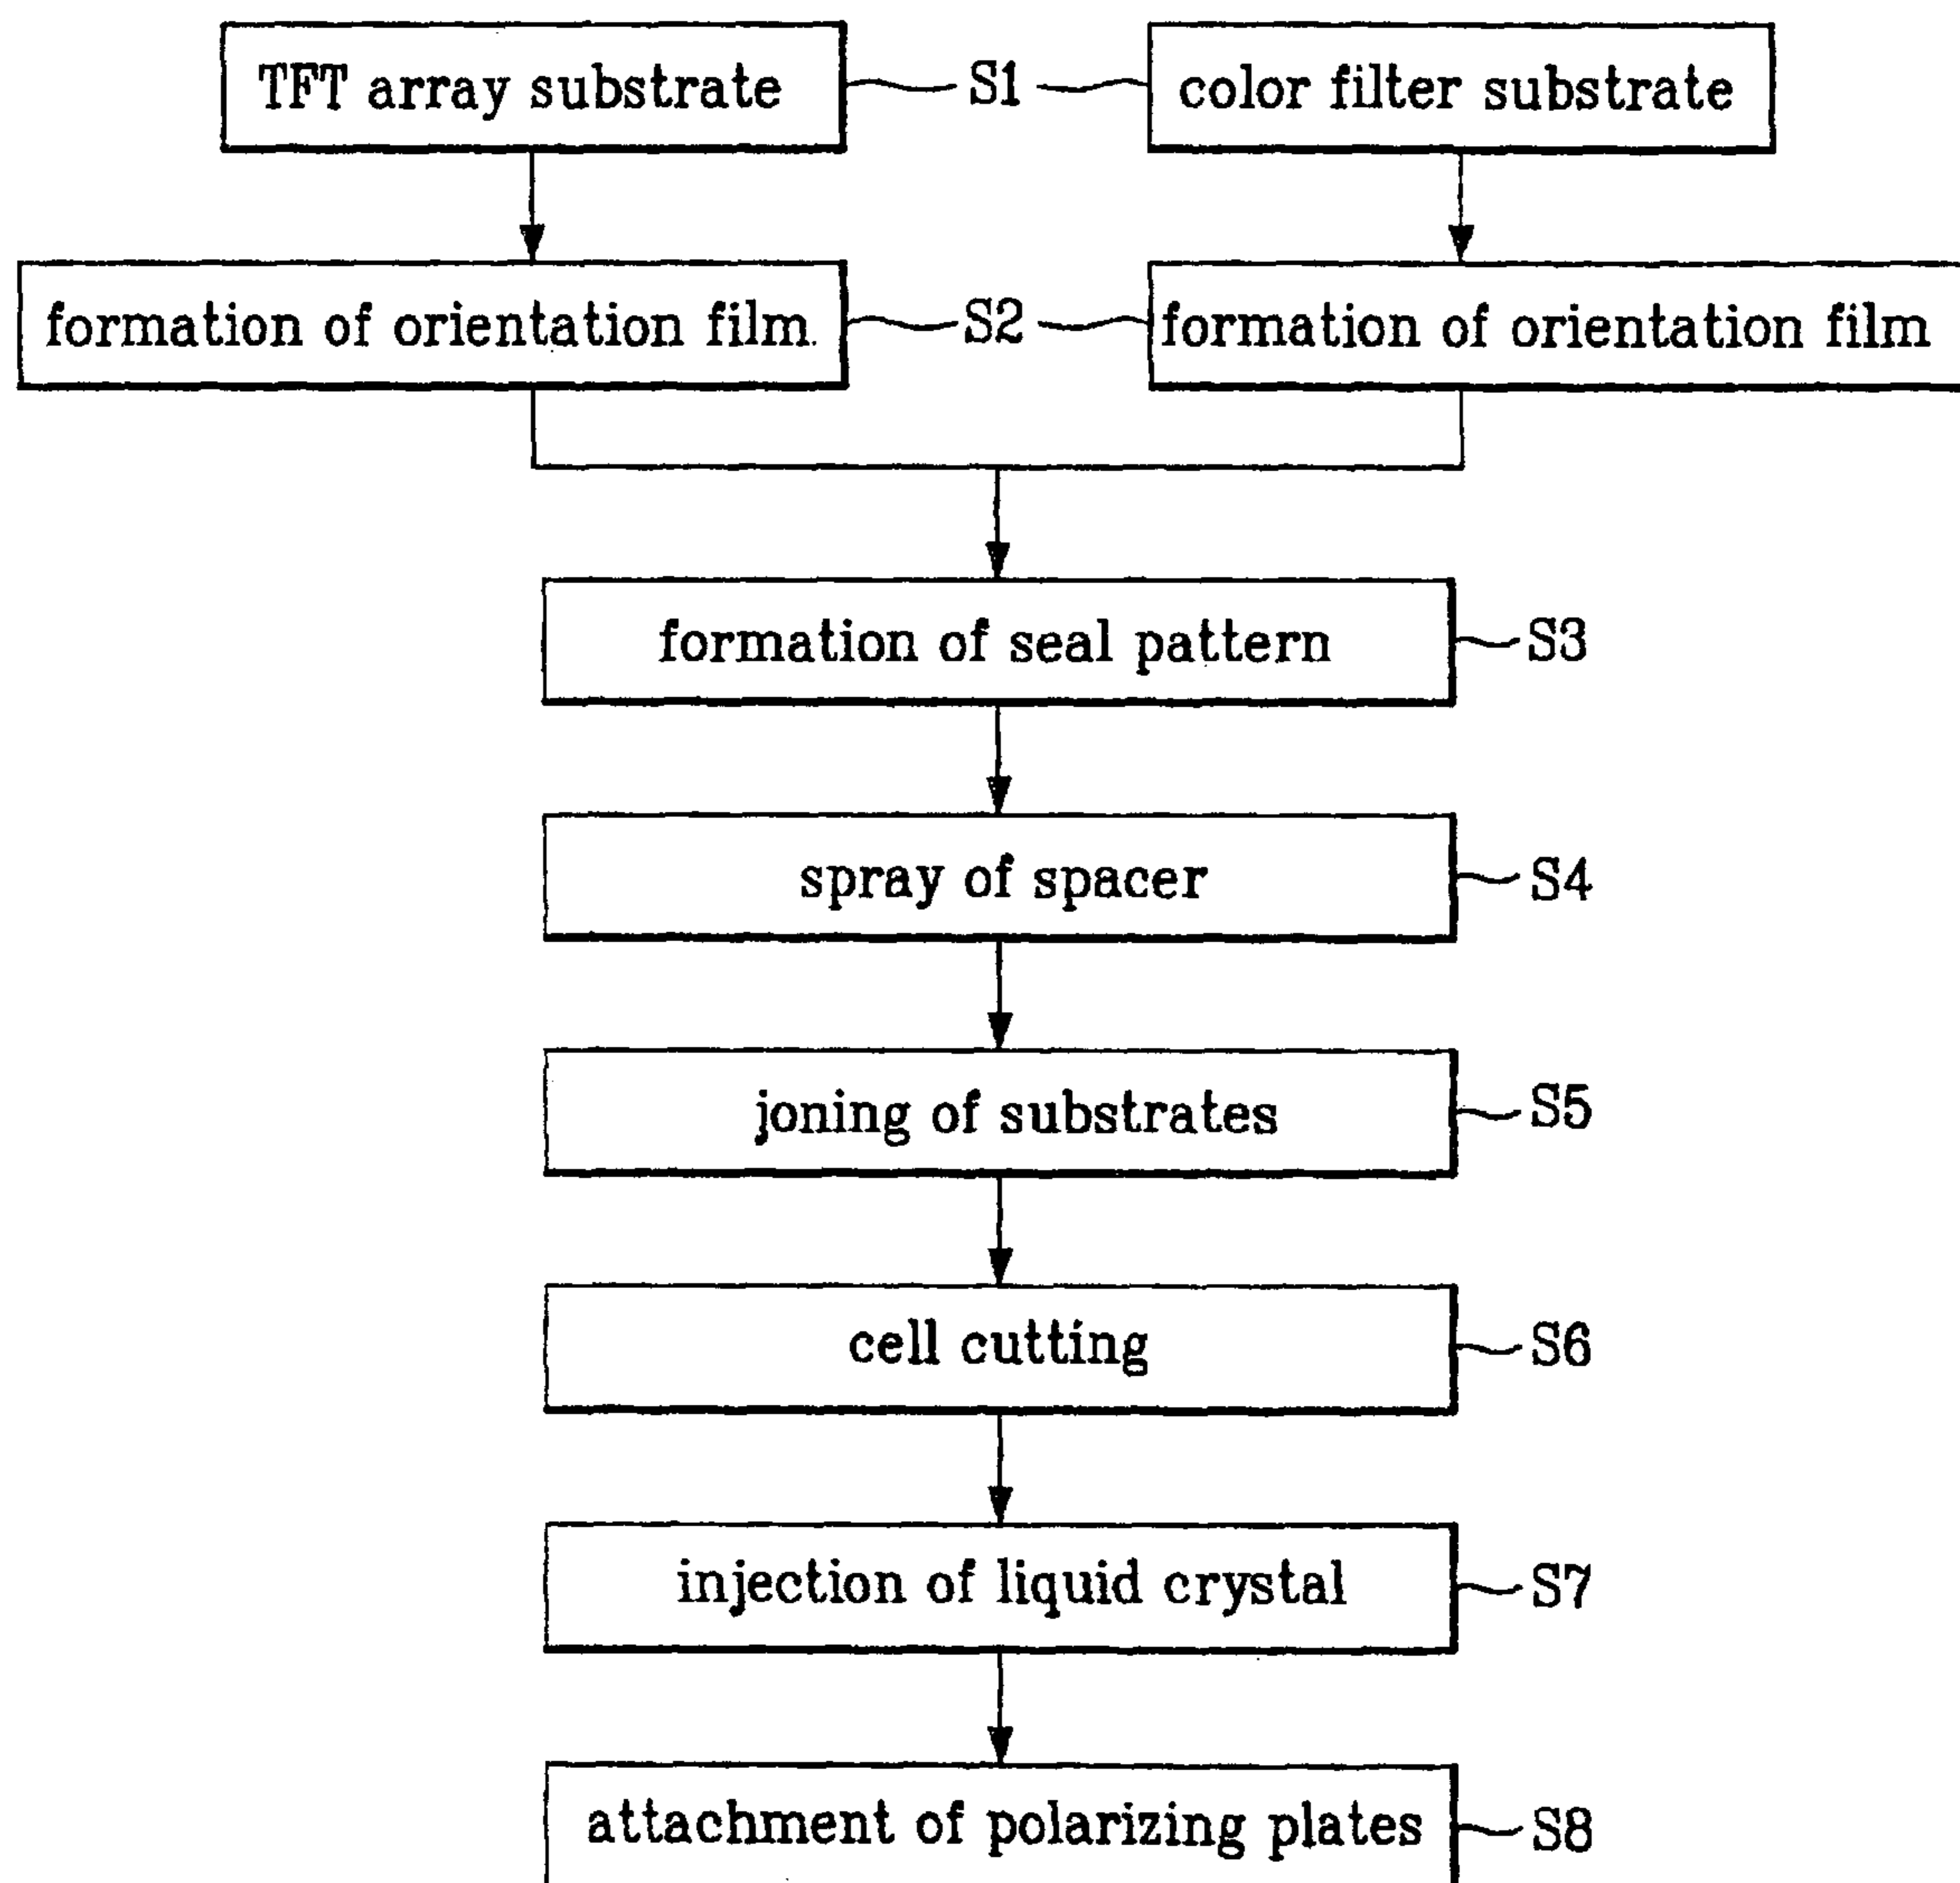 TFT array substrate S1 color filter substrate
formation of orientation film. S2 formation of orientation film
formation of seal pattern S3
spray of spacer S4
joning of substrates S5
cell cutting S6
injection of liquid crystal S7
attachment of polarizing plates S8